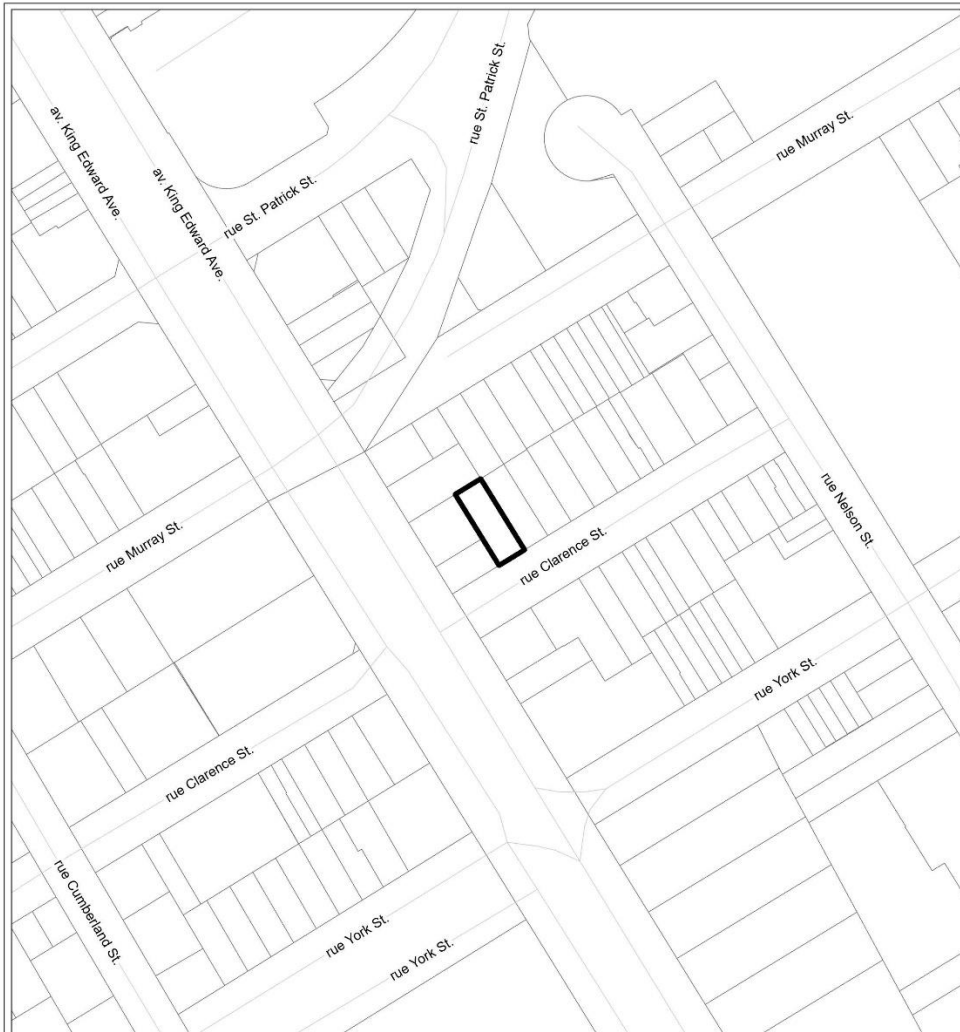 av. King Edward Ave.
rue St. Patrick St.
av. King Edward Ave.
rue Murray St.
rue St. Patrick St.
rue Murray St.
rue Clarence St.
rue Nelson St.
rue York St.
rue Clarence St.
rue Cumberland St.
rue York St.
rue York St.